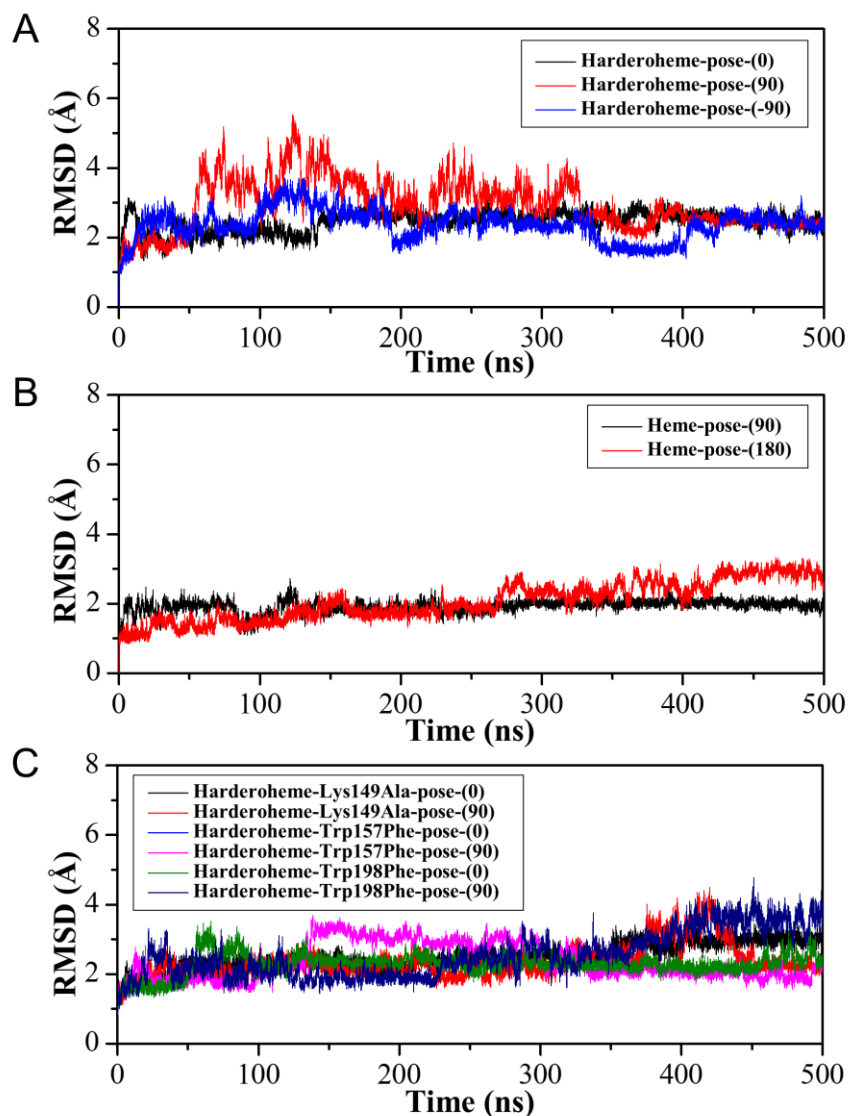 A
8
6
4
2
0
RMSD (Å)
Harderoheme-pose-(0)
Harderoheme-pose-(90)
Harderoheme-pose-(-90)
0 100 200 300 400 500
Time (ns)
B
8
6
4
2
0
RMSD (Å)
Heme-pose-(90)
Heme-pose-(180)
0 100 200 300 400 500
Time (ns)
C
8
6
4
2
0
RMSD (Å)
Harderoheme-Lys149Ala-pose-(0)
Harderoheme-Lys149Ala-pose-(90)
Harderoheme-Trp157Phe-pose-(0)
Harderoheme-Trp157Phe-pose-(90)
Harderoheme-Trp198Phe-pose-(0)
Harderoheme-Trp198Phe-pose-(90)
0 100 200 300 400 500
Time (ns)